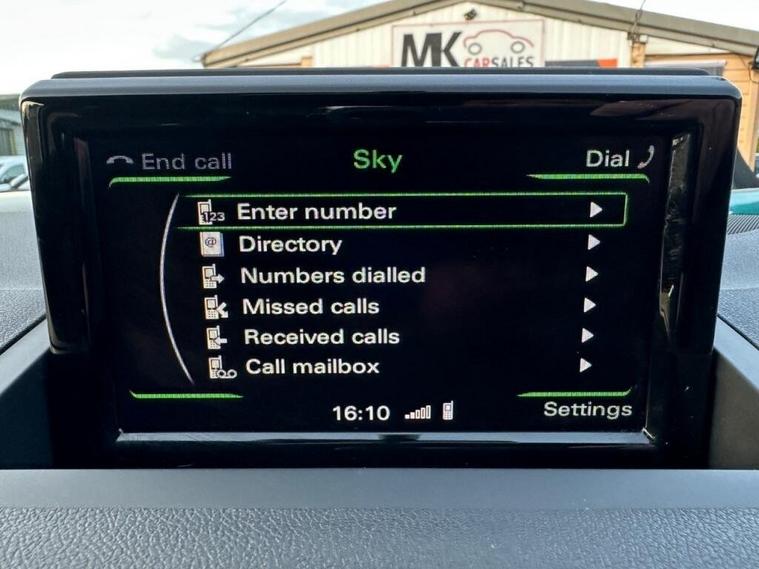 MK
CARSALES
End call Sky Dial
123 Enter number
@ Directory
Numbers dialled
Missed calls
Received calls
Call mailbox
16:10 Settings